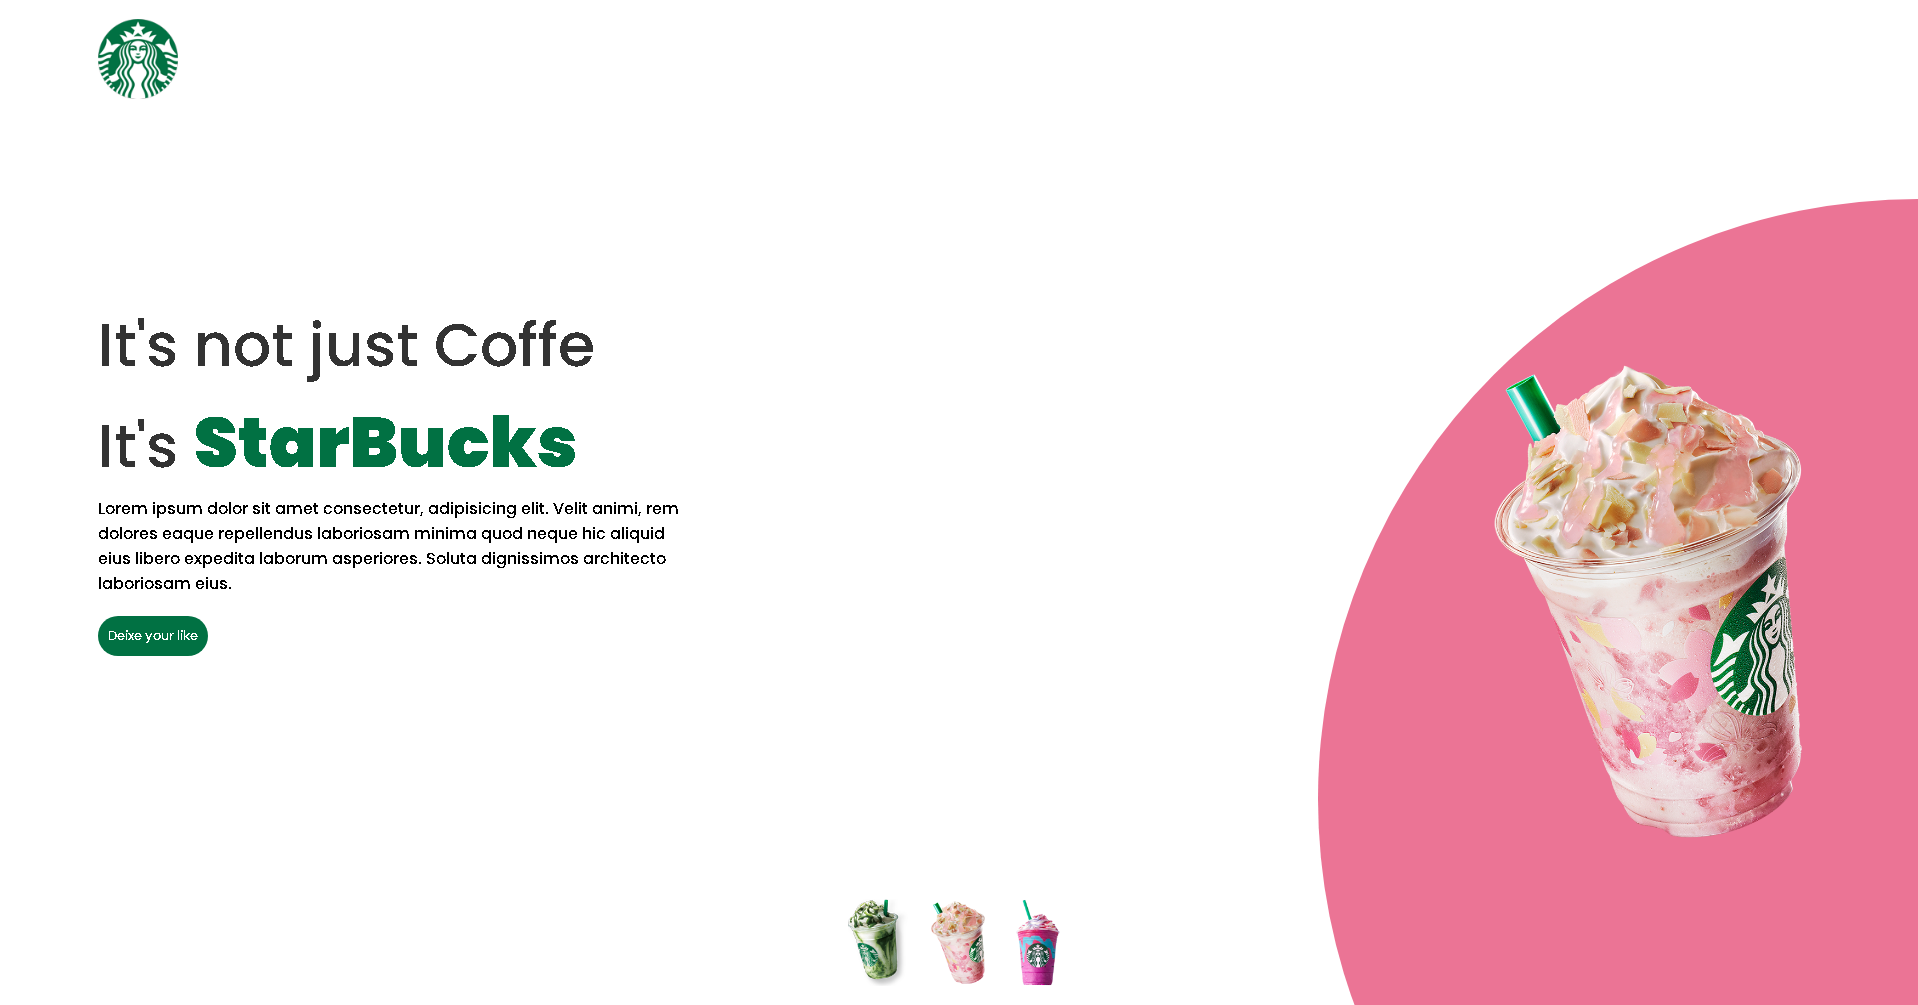 It's not just Coffe
It's StarBucks
Lorem ipsum dolor sit amet consectetur, adipisicing elit. Velit animi, rem
dolores eaque repellendus laboriosam minima quod neque hic aliquid
eius libero expedita laborum asperiores. Soluta dignissimos architecto
laboriosam eius.
Deixe your like